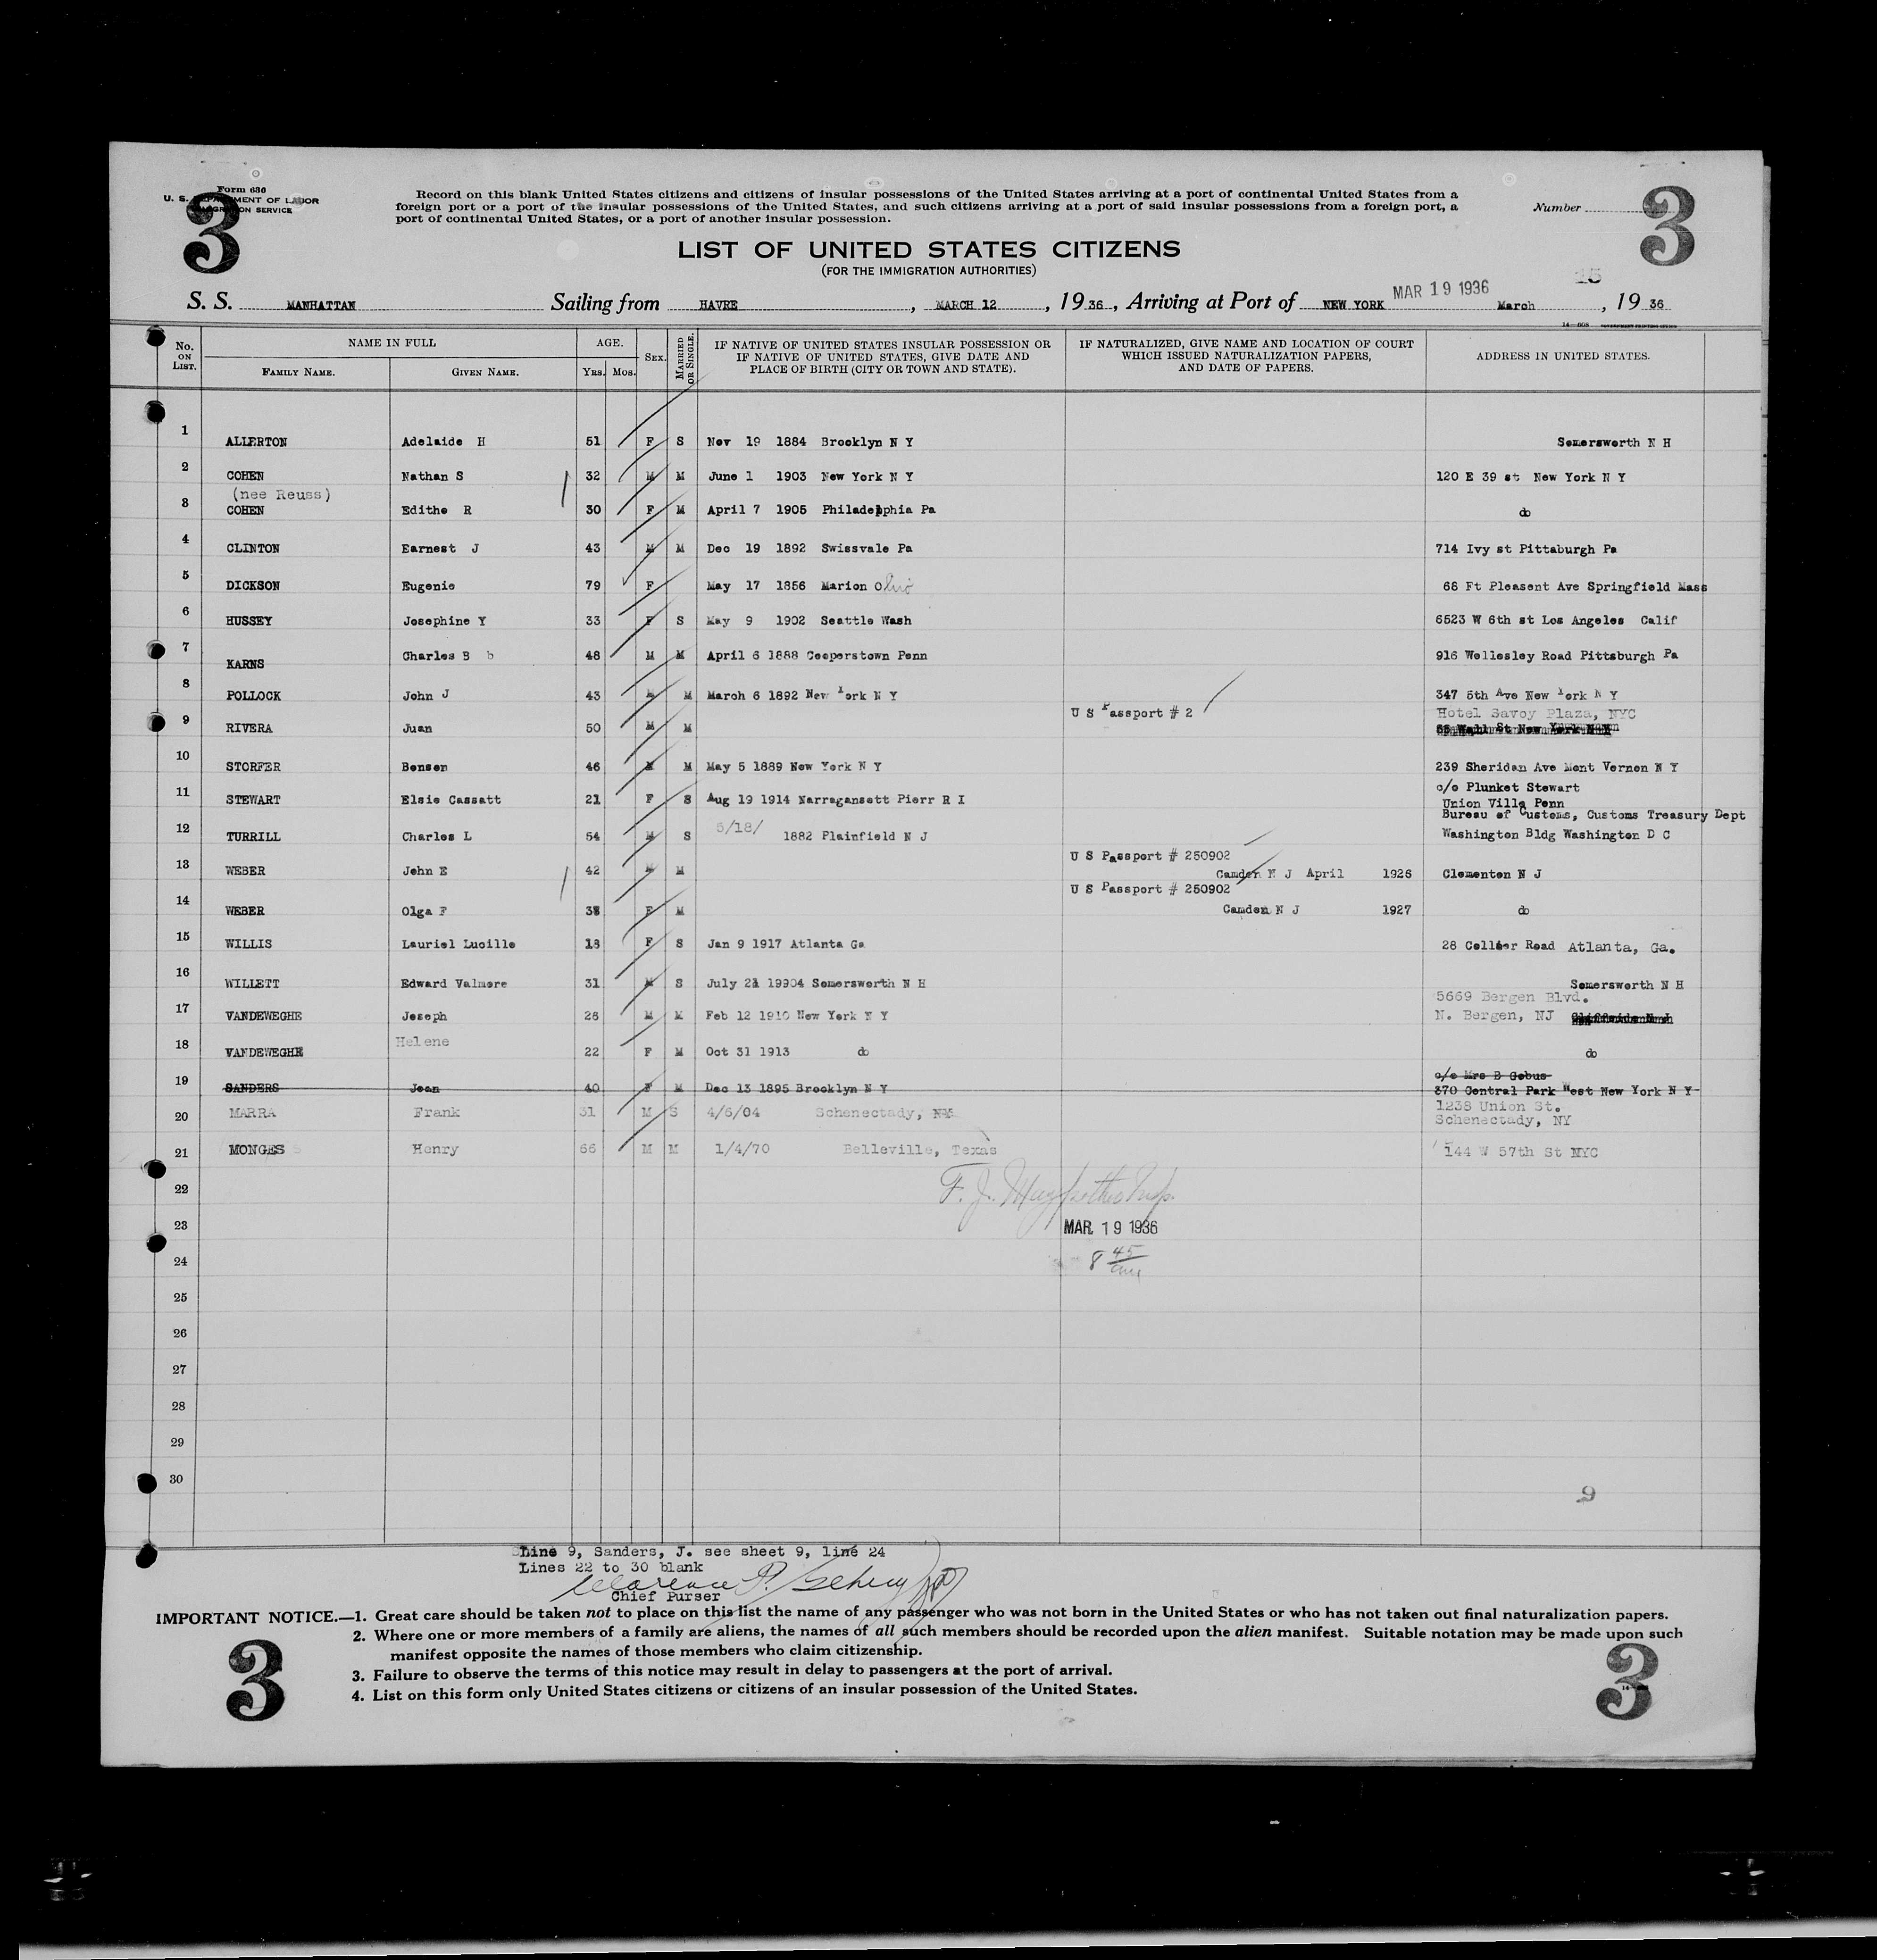 3
Form 636
U. S. DEPARTMENT OF LABOR
IMMIGRATION SERVICE
Record on this blank United States citizens and citizens of insular possessions of the United States arriving at a port of continental United States from a
foreign port or a port of the insular possessions of the United States, and such citizens arriving at a port of said insular possessions from a foreign port, a
port of continental United States, or a port of another insular possession.
Number
3
LIST OF UNITED STATES CITIZENS
(FOR THE IMMIGRATION AUTHORITIES)
S. S. MANHATTAN Sailing from HAVRE , MARCH 12 , 19 36 , Arriving at Port of NEW YORK MAR 19 1936 March 15 , 19 36
No. ON LIST. NAME IN FULL AGE. SEX. MARRIED OR SINGLE. IF NATIVE OF UNITED STATES INSULAR POSSESSION OR IF NATIVE OF UNITED STATES, GIVE DATE AND PLACE OF BIRTH (CITY OR TOWN AND STATE). IF NATURALIZED, GIVE NAME AND LOCATION OF COURT WHICH ISSUED NATURALIZATION PAPERS, AND DATE OF PAPERS. ADDRESS IN UNITED STATES.
FAMILY NAME. GIVEN NAME. YRS. MOS.
1 ALLERTON Adelaide H 51 F S Nov 19 1884 Brooklyn N Y Somersworth N H
2 COHEN Nathan S 32 M M June 1 1903 New York N Y 120 E 39 st New York N Y
(nee Reuss)
3 COHEN Edithe R 30 F M April 7 1905 Philadelphia Pa do
4 CLINTON Earnest J 43 M M Dec 19 1892 Swissvale Pa 714 Ivy st Pittaburgh Pa
5 DICKSON Eugenie 79 F May 17 1856 Marion Ohio 66 Ft Pleasent Ave Springfield Mass
6 HUSSEY Josephine Y 33 F S May 9 1902 Seattle Wash 6523 W 6th st Los Angeles Calif
7 KARNS Charles B b 48 M M April 6 1888 Cooperstown Penn 916 Wellesley Road Pittsburgh Pa
8 POLLOCK John J 43 M M March 6 1892 New York N Y 347 5th Ave New York N Y
U S Passport # 2 Hotel Savoy Plaza, NYC
9 RIVERA Juan 50 M M
10 STORFER Benson 46 M M May 5 1889 New York N Y 239 Sheridan Ave Mont Vernon N Y
c/o Plunket Stewart
11 STEWART Elsie Cassatt 21 F S Aug 19 1914 Narragansett Pierr R I Union Ville Penn
5/18/ Bureau of Customs, Customs Treasury Dept
12 TURRILL Charles L 54 M S 1882 Plainfield N J Washington Bldg Washington D C
U S Passport # 250902
13 WEBER John E 42 M M Camden N J April 1926 Clementon N J
U S Passport # 250902
14 WEBER Olga F F M Camden N J 1927 do
15 WILLIS Lauriel Lucille 18 F S Jan 9 1917 Atlanta Ga 28 Collier Road Atlanta, Ga.
16 WILLETT Edward Valmore 31 M S July 21 19904 Somersworth N H Somersworth N H
5669 Bergen Blvd.
17 VANDEWEGHE Joseph 26 M M Feb 12 1910 New York N Y N. Bergen, NJ
18 VANDEWEGHE Helene 22 F M Oct 31 1913 do do
c/o Mrs B Gobus
19 SANDERS Jean 40 F M Dec 13 1895 Brooklyn N Y 370 Central Park West New York N Y
20 MARRA Frank 31 M S 4/6/04 Schenectady, NY 1238 Union St.
Schenectady, NY
21 MONGES Henry 66 M M 1/4/70 Belleville, Texas 144 W 57th St NYC
22
23 MAR 19 1936
24 8 45
25
26
27
28
29
30
9
Line 9, Sanders, J. see sheet 9, line 24
Lines 22 to 30 blank
Chief Purser
IMPORTANT NOTICE.—1. Great care should be taken not to place on this list the name of any passenger who was not born in the United States or who has not taken out final naturalization papers.
2. Where one or more members of a family are aliens, the names of all such members should be recorded upon the alien manifest. Suitable notation may be made upon such
manifest opposite the names of those members who claim citizenship.
3. Failure to observe the terms of this notice may result in delay to passengers at the port of arrival.
4. List on this form only United States citizens or citizens of an insular possession of the United States.
3
3